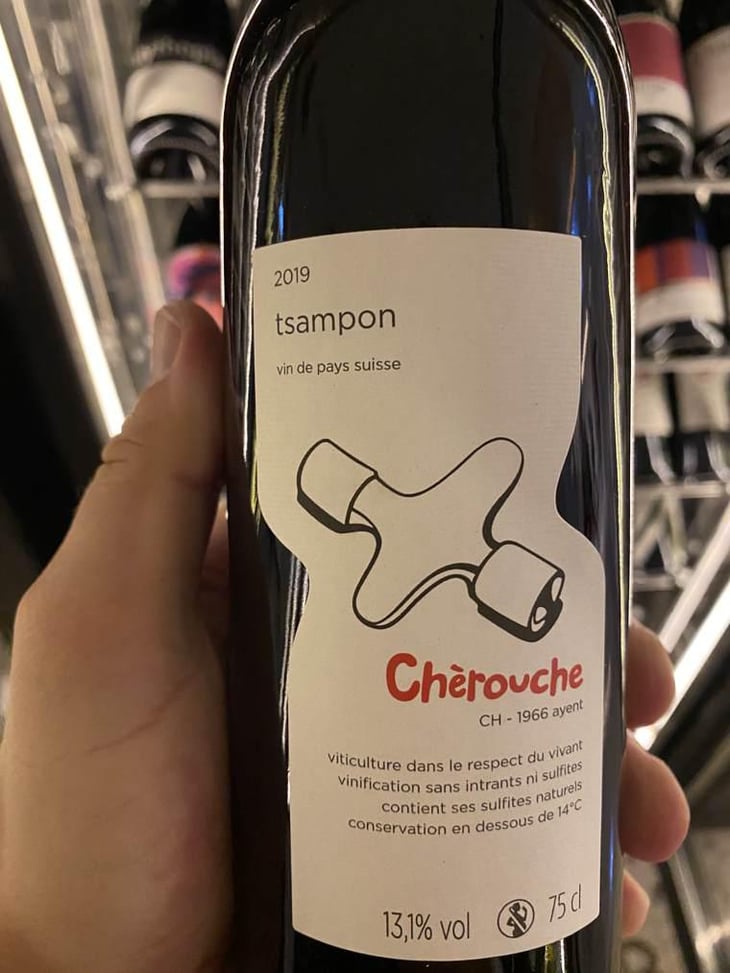 2019
tsampon
vin de pays suisse
Chèrouche
CH - 1966 ayent
viticulture dans le respect du vivant
vinification sans intrants ni sulfites
contient ses sulfites naturels
conservation en dessous de 14°C
13,1% vol
75 cl